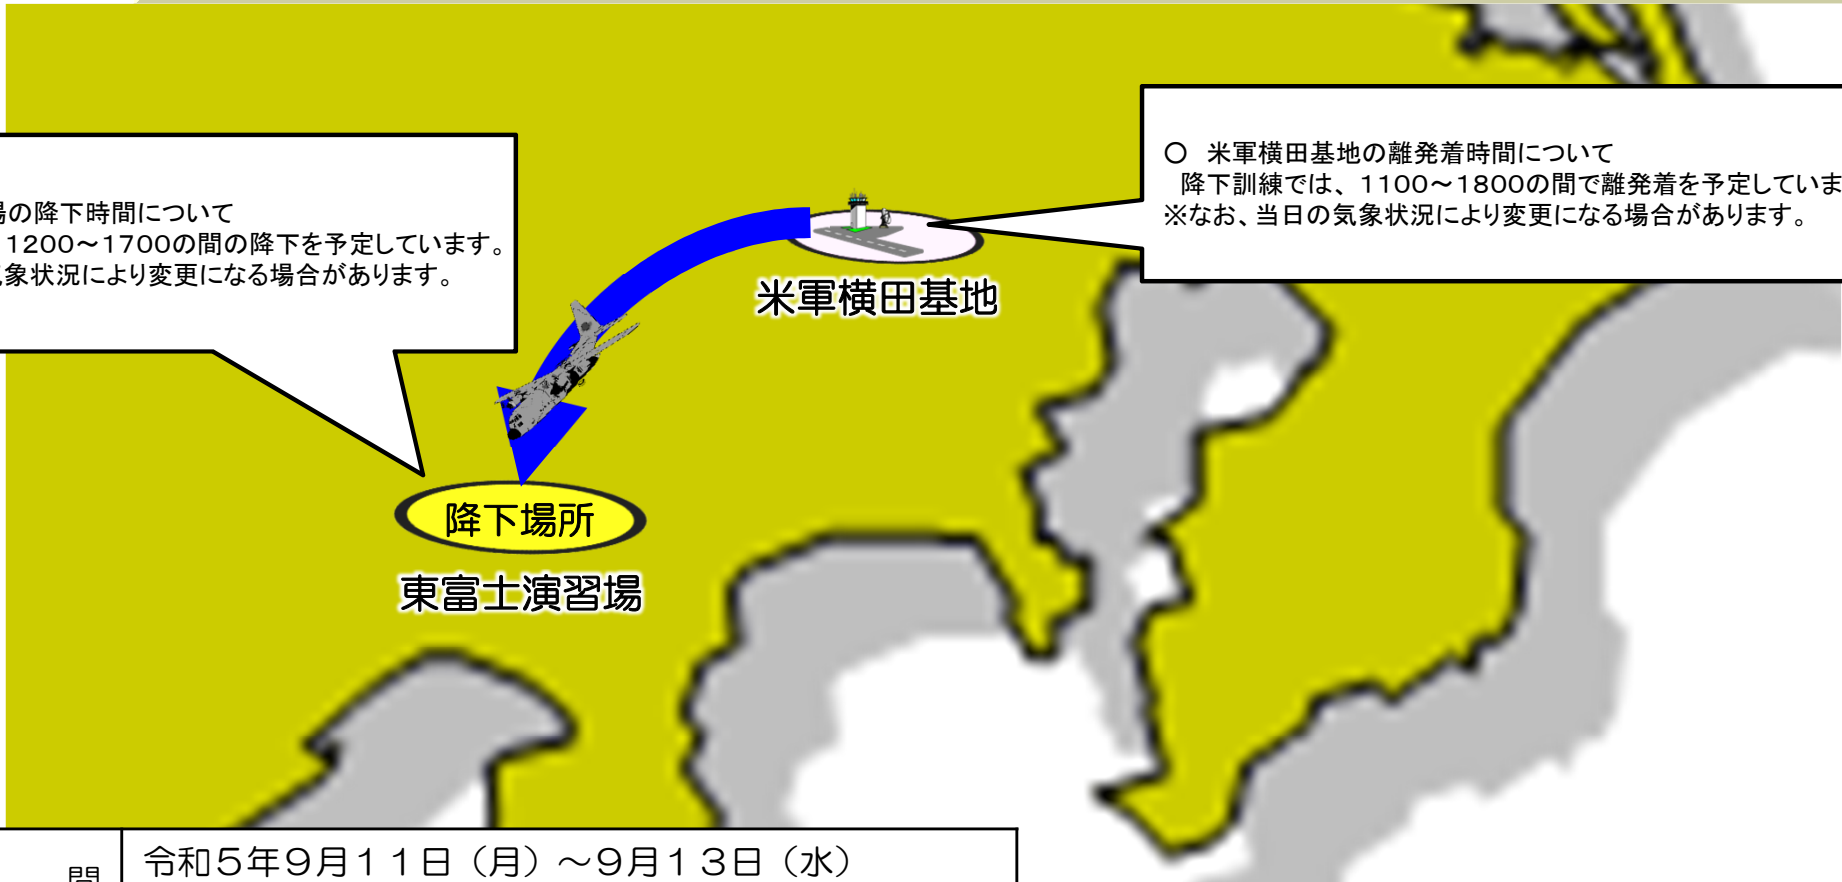 場の降下時間について
1200～1700の間の降下を予定しています。
気象状況により変更になる場合があります。
○　米軍横田基地の離発着時間について
降下訓練では、1100～1800の間で離発着を予定していま
※なお、当日の気象状況により変更になる場合があります。
米軍横田基地
降下場所
東富士演習場
間
令和5年9月11日（月）～9月13日（水）